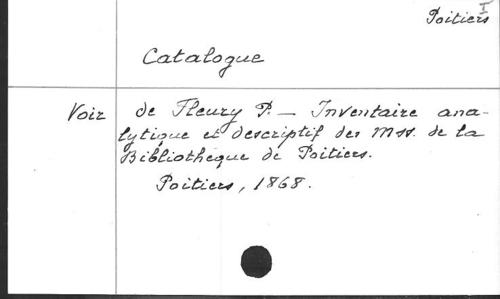 I
Poitiers
Catalogue
Voir de Fleury P. — Inventaire ana-
lytique et descriptif des Mss. de la
Bibliothèque de Poitiers.
Poitiers, 1868.